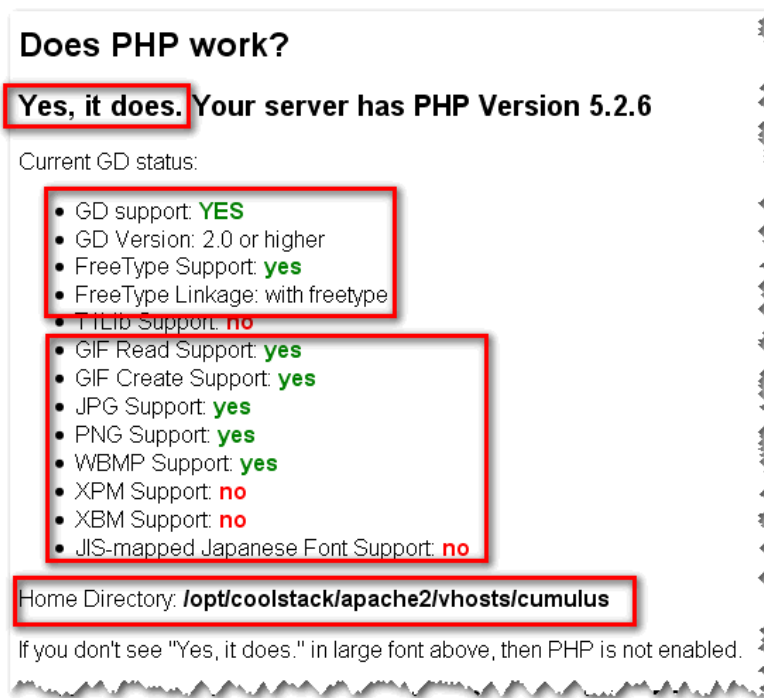 Does PHP work?
Yes, it does. Your server has PHP Version 5.2.6
Current GD status:
• GD support: YES
• GD Version: 2.0 or higher
• FreeType Support: yes
• FreeType Linkage: with freetype
• T1Lib Support: no
• GIF Read Support: yes
• GIF Create Support: yes
• JPG Support: yes
• PNG Support: yes
• WBMP Support: yes
• XPM Support: no
• XBM Support: no
• JIS-mapped Japanese Font Support: no
Home Directory: /opt/coolstack/apache2/vhosts/cumulus
If you don't see "Yes, it does." in large font above, then PHP is not enabled.